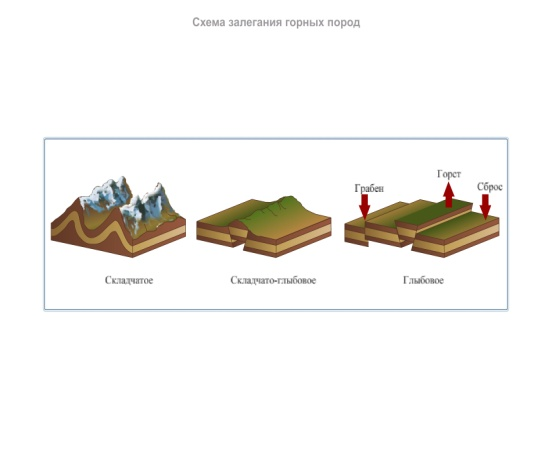 Схема залегания горных пород
Грабен
Горст
Сброс
Складчатое
Складчато-глыбовое
Глыбовое